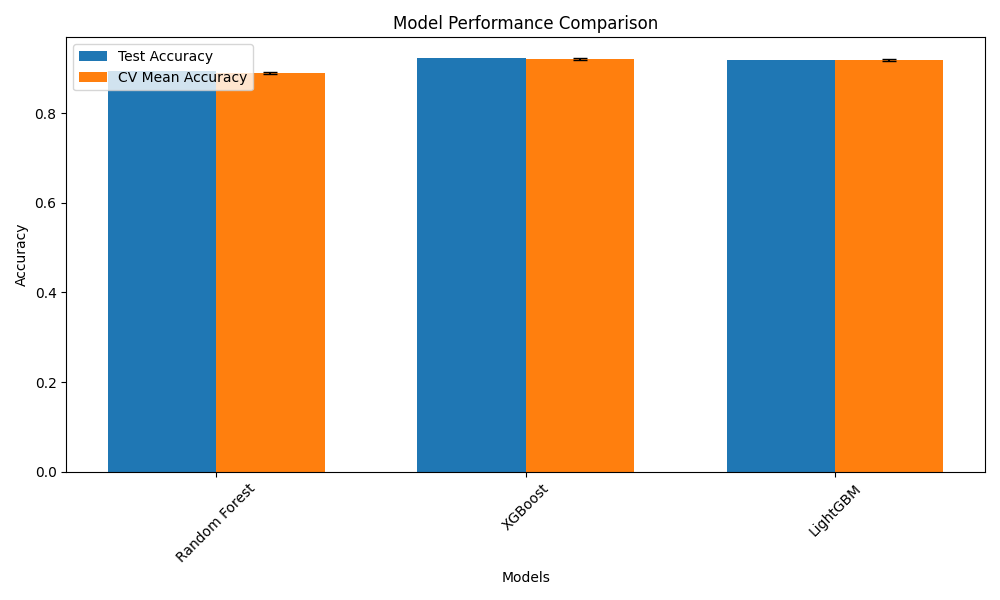 Model Performance Comparison
Test Accuracy
CV Mean Accuracy
Accuracy
0.8
0.6
0.4
0.2
0.0
Random Forest
XGBoost
LightGBM
Models